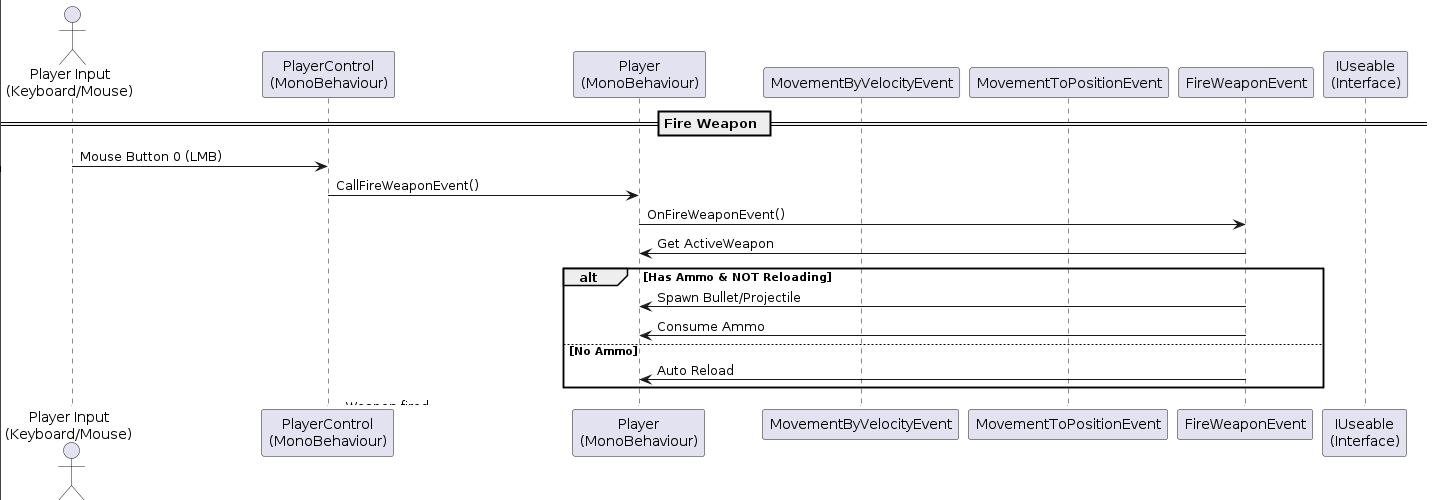 Player Input
(Keyboard/Mouse)
PlayerControl
(MonoBehaviour)
Player
(MonoBehaviour)
MovementByVelocityEvent
MovementToPositionEvent
FireWeaponEvent
IUseable
(Interface)
Fire Weapon
Mouse Button 0 (LMB)
CallFireWeaponEvent()
OnFireWeaponEvent()
Get ActiveWeapon
alt
[Has Ammo & NOT Reloading]
Spawn Bullet/Projectile
Consume Ammo
[No Ammo]
Auto Reload
Weapon fired
Player Input
(Keyboard/Mouse)
PlayerControl
(MonoBehaviour)
Player
(MonoBehaviour)
MovementByVelocityEvent
MovementToPositionEvent
FireWeaponEvent
IUseable
(Interface)